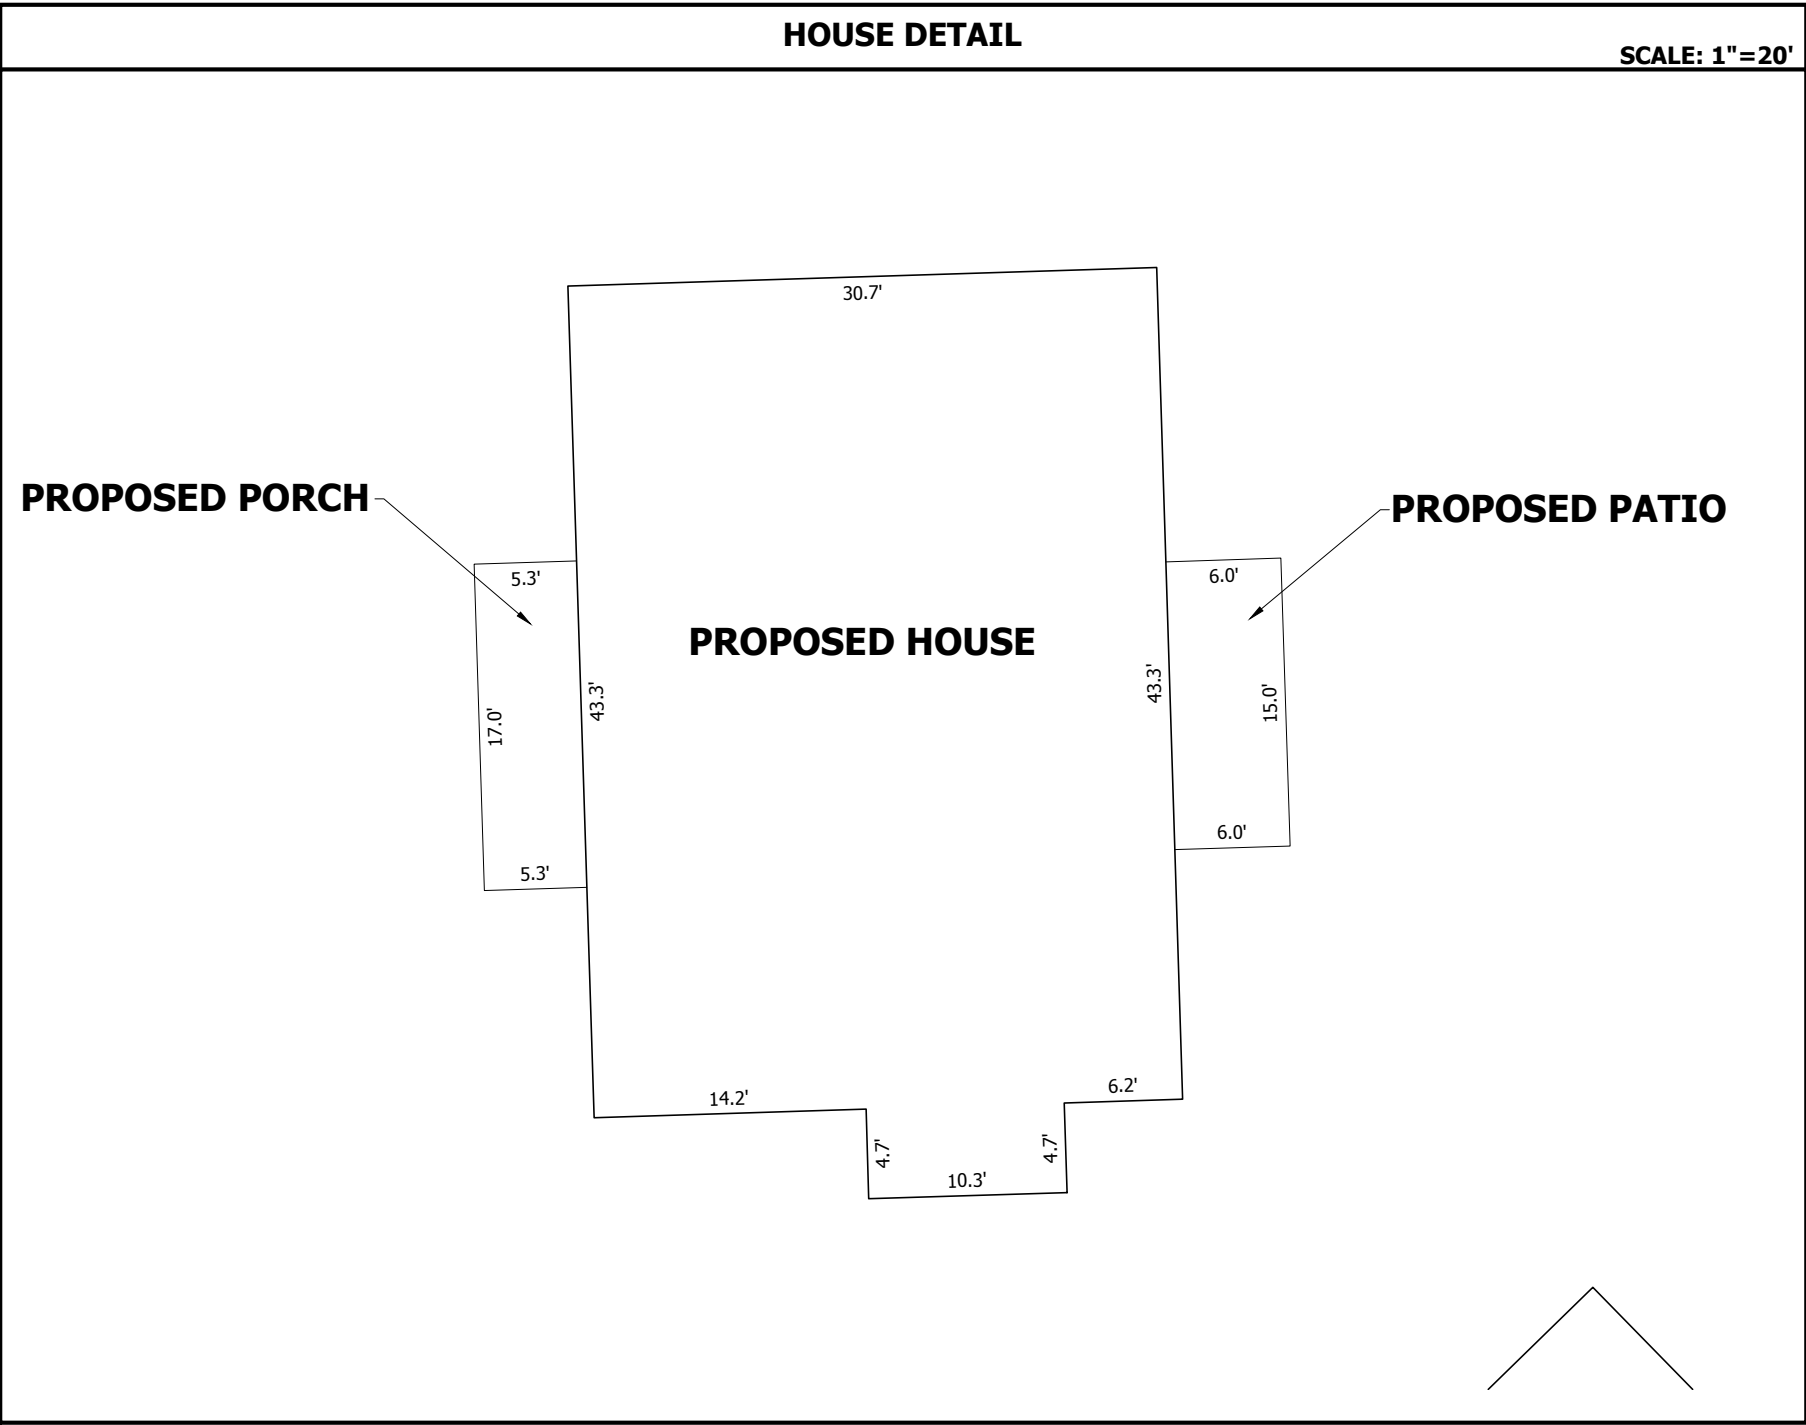 HOUSE DETAIL
SCALE: 1"=20'
30.7'
PROPOSED PORCH
PROPOSED PATIO
5.3'
6.0'
PROPOSED HOUSE
17.0'
43.3'
43.3'
15.0'
6.0'
5.3'
14.2'
6.2'
4.7'
4.7'
10.3'